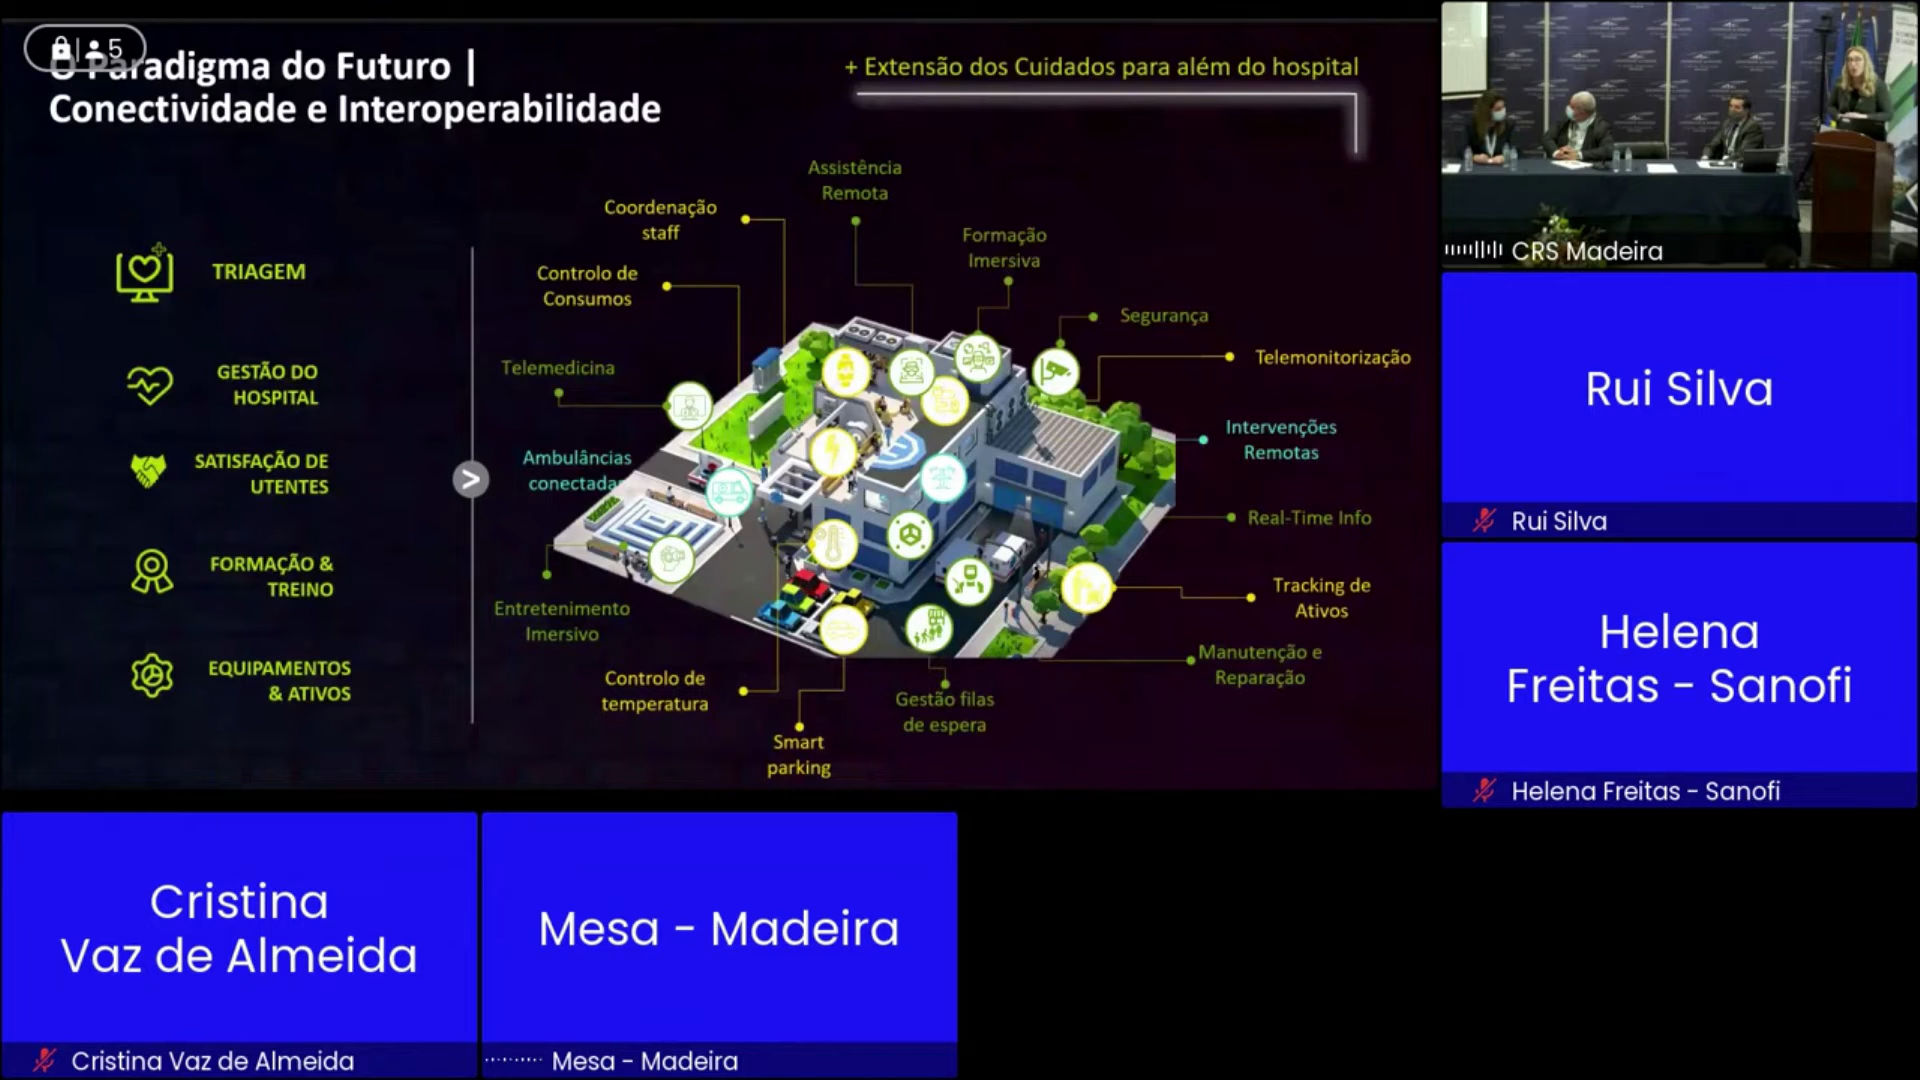 5
O Paradigma do Futuro |
Conectividade e Interoperabilidade
+ Extensão dos Cuidados para além do hospital
TRIAGEM
GESTÃO DO
HOSPITAL
SATISFAÇÃO DE
UTENTES
FORMAÇÃO &
TREINO
EQUIPAMENTOS
& ATIVOS
>
Assistência
Remota
Coordenação
staff
Formação
Imersiva
Controlo de
Consumos
Segurança
Telemonitorização
Telemedicina
Intervenções
Remotas
Ambulâncias
conectadas
Real-Time Info
Tracking de
Ativos
Entretenimento
Imersivo
Manutenção e
Reparação
Controlo de
temperatura
Gestão filas
de espera
Smart
parking
CRS Madeira
Rui Silva
Rui Silva
Helena
Freitas - Sanofi
Helena Freitas - Sanofi
Cristina
Vaz de Almeida
Cristina Vaz de Almeida
Mesa - Madeira
Mesa - Madeira